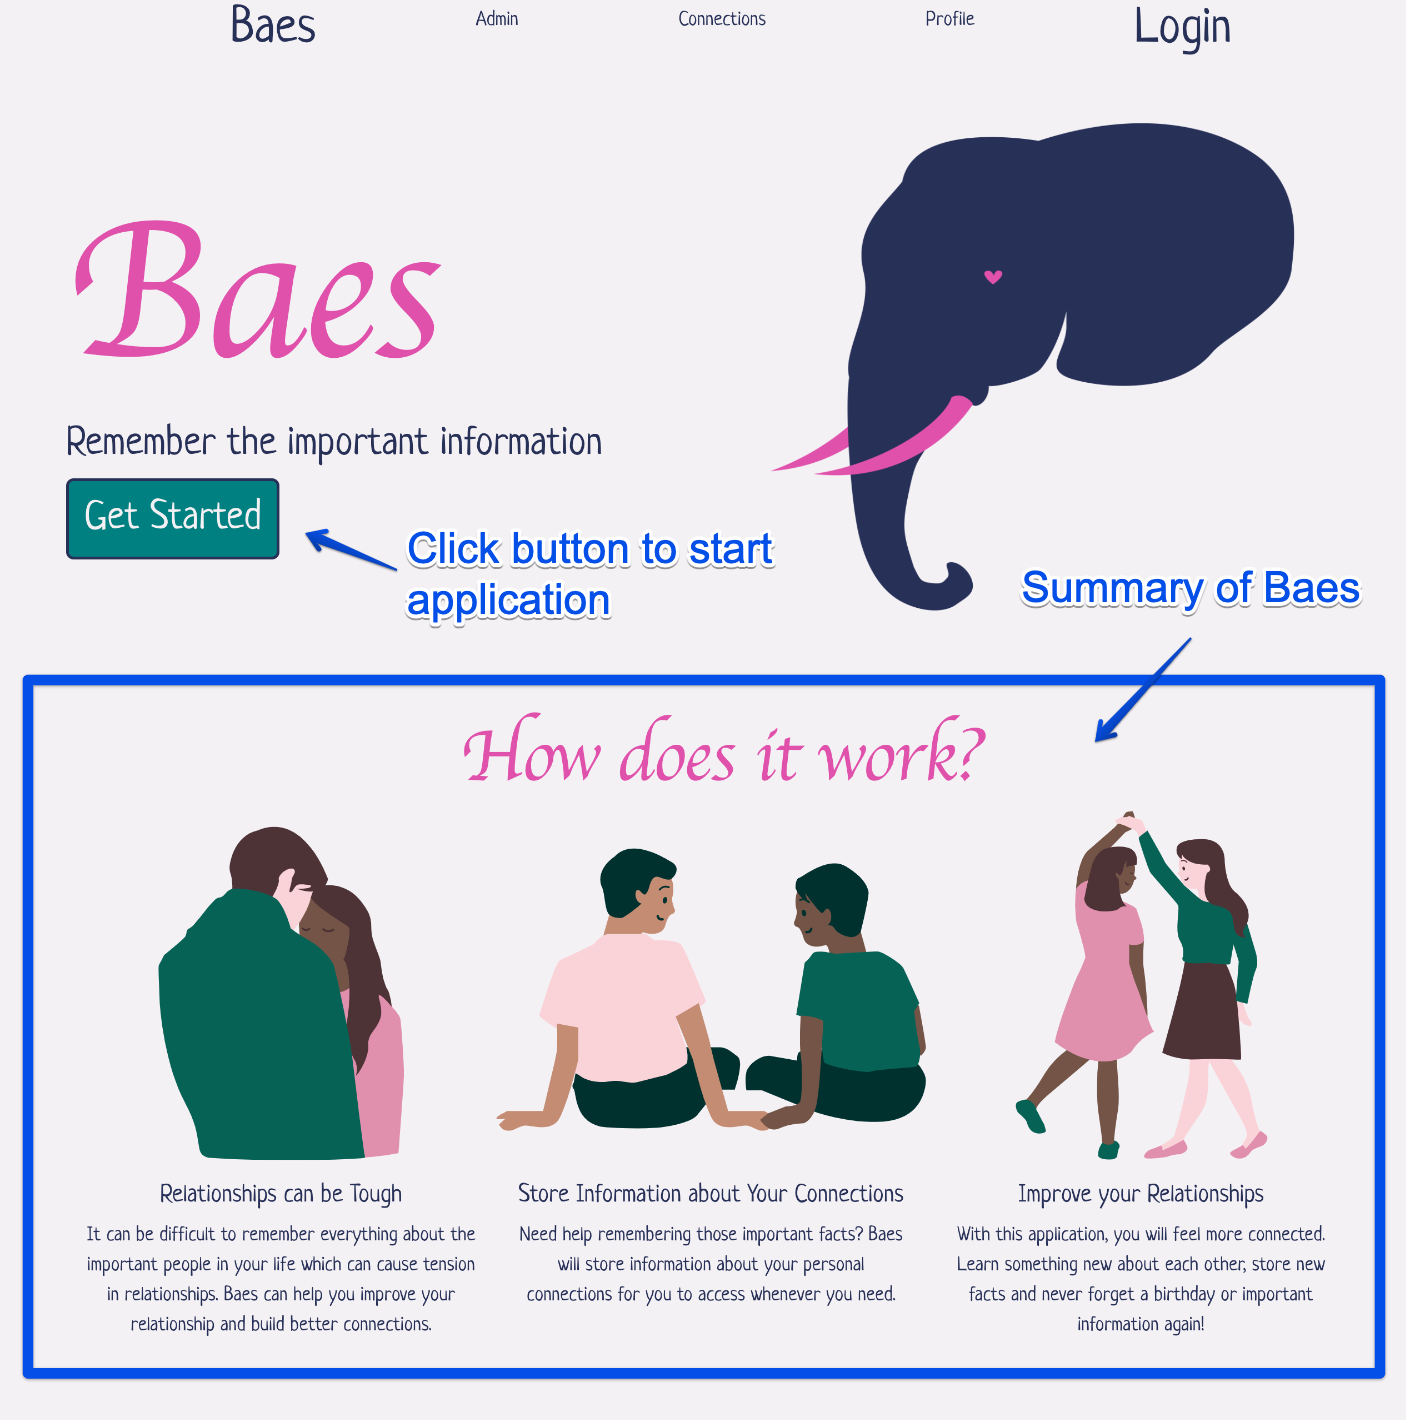 Baes
Admin
Connections
Profile
Login
Baes
Remember the important information
Get Started
Click button to start
application
Summary of Baes
How does it work?
Relationships can be Tough
It can be difficult to remember everything about the
important people in your life which can cause tension
in relationships. Baes can help you improve your
relationship and build better connections.
Store Information about Your Connections
Need help remembering those important facts? Baes
will store information about your personal
connections for you to access whenever you need.
Improve your Relationships
With this application, you will feel more connected.
Learn something new about each other, store new
facts and never forget a birthday or important
information again!